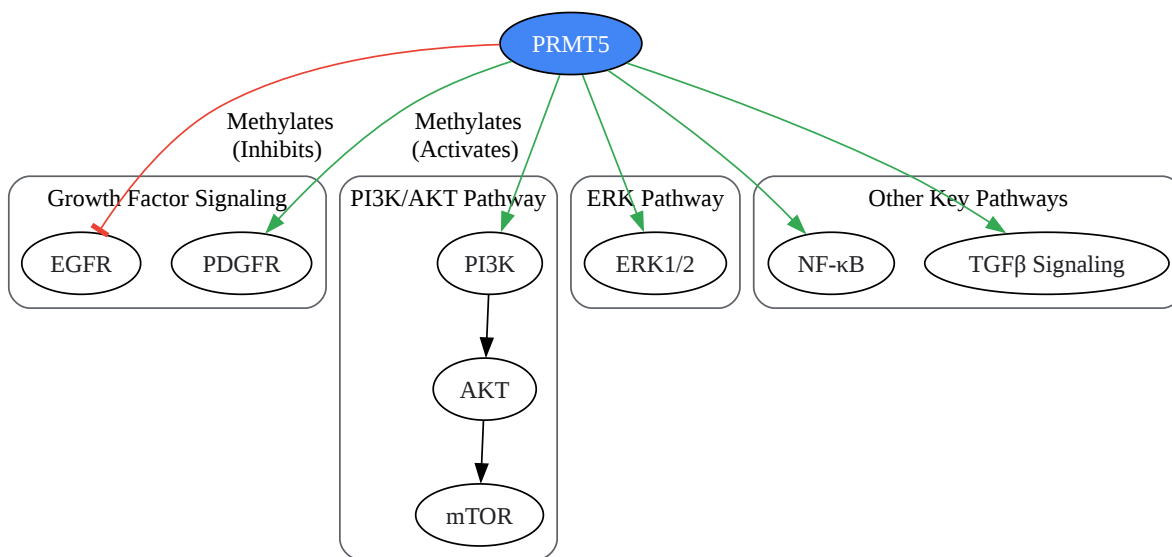 PRMT5
Methylates
(Inhibits)
Methylates
(Activates)
Growth Factor Signaling
PI3K/AKT Pathway
ERK Pathway
Other Key Pathways
EGFR
PDGFR
PI3K
ERK1/2
NF-κB
TGFβ Signaling
AKT
mTOR